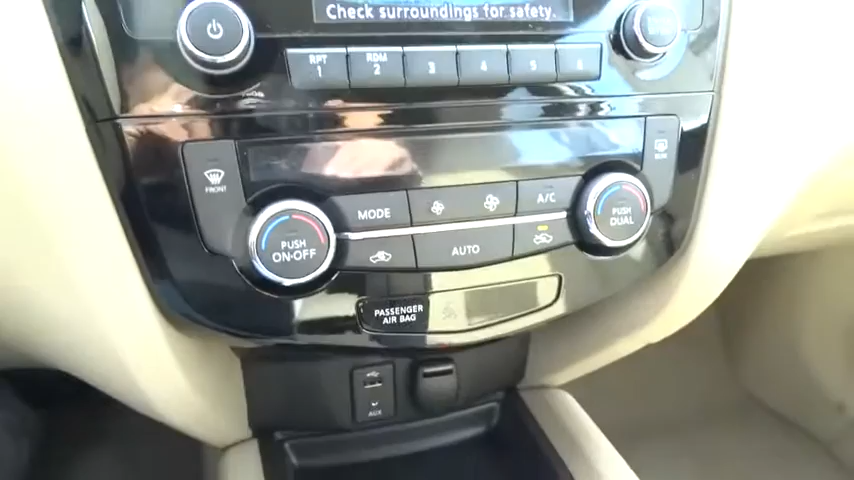 Check surroundings for safety.
RPT
1
RDM
2
3
4
5
6
FRONT
REAR
MODE
A/C
PUSH
ON·OFF
AUTO
PUSH
DUAL
PASSENGER
AIR BAG
AUX